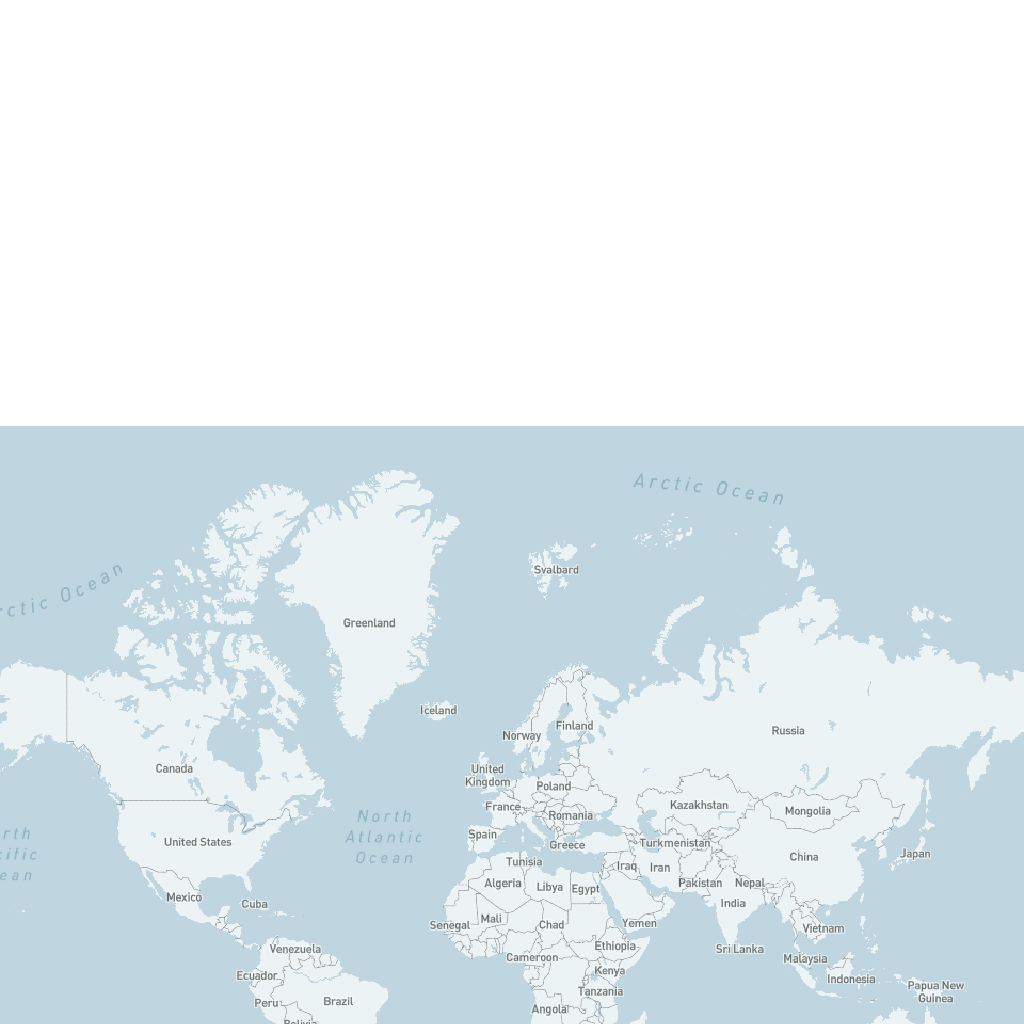 Arctic Ocean
Svalbard
rctic Ocean
Greenland
Iceland
Finland
Russia
Norway
Canada
United
Kingdom
Poland
Kazakhstan
France
Mongolia
Romania
North
Atlantic
Ocean
rth
cific
ean
Spain
United States
Greece
Turkmenistan
China
Japan
Tunisia
Iraq
Iran
Algeria
Libya
Egypt
Pakistan
Nepal
Mexico
Cuba
India
Senegal
Mali
Chad
Yemen
Vietnam
Venezuela
Ethiopia
Sri Lanka
Cameroon
Malaysia
Ecuador
Kenya
Indonesia
Papua New
Guinea
Tanzania
Peru
Brazil
Angola
Bolivia